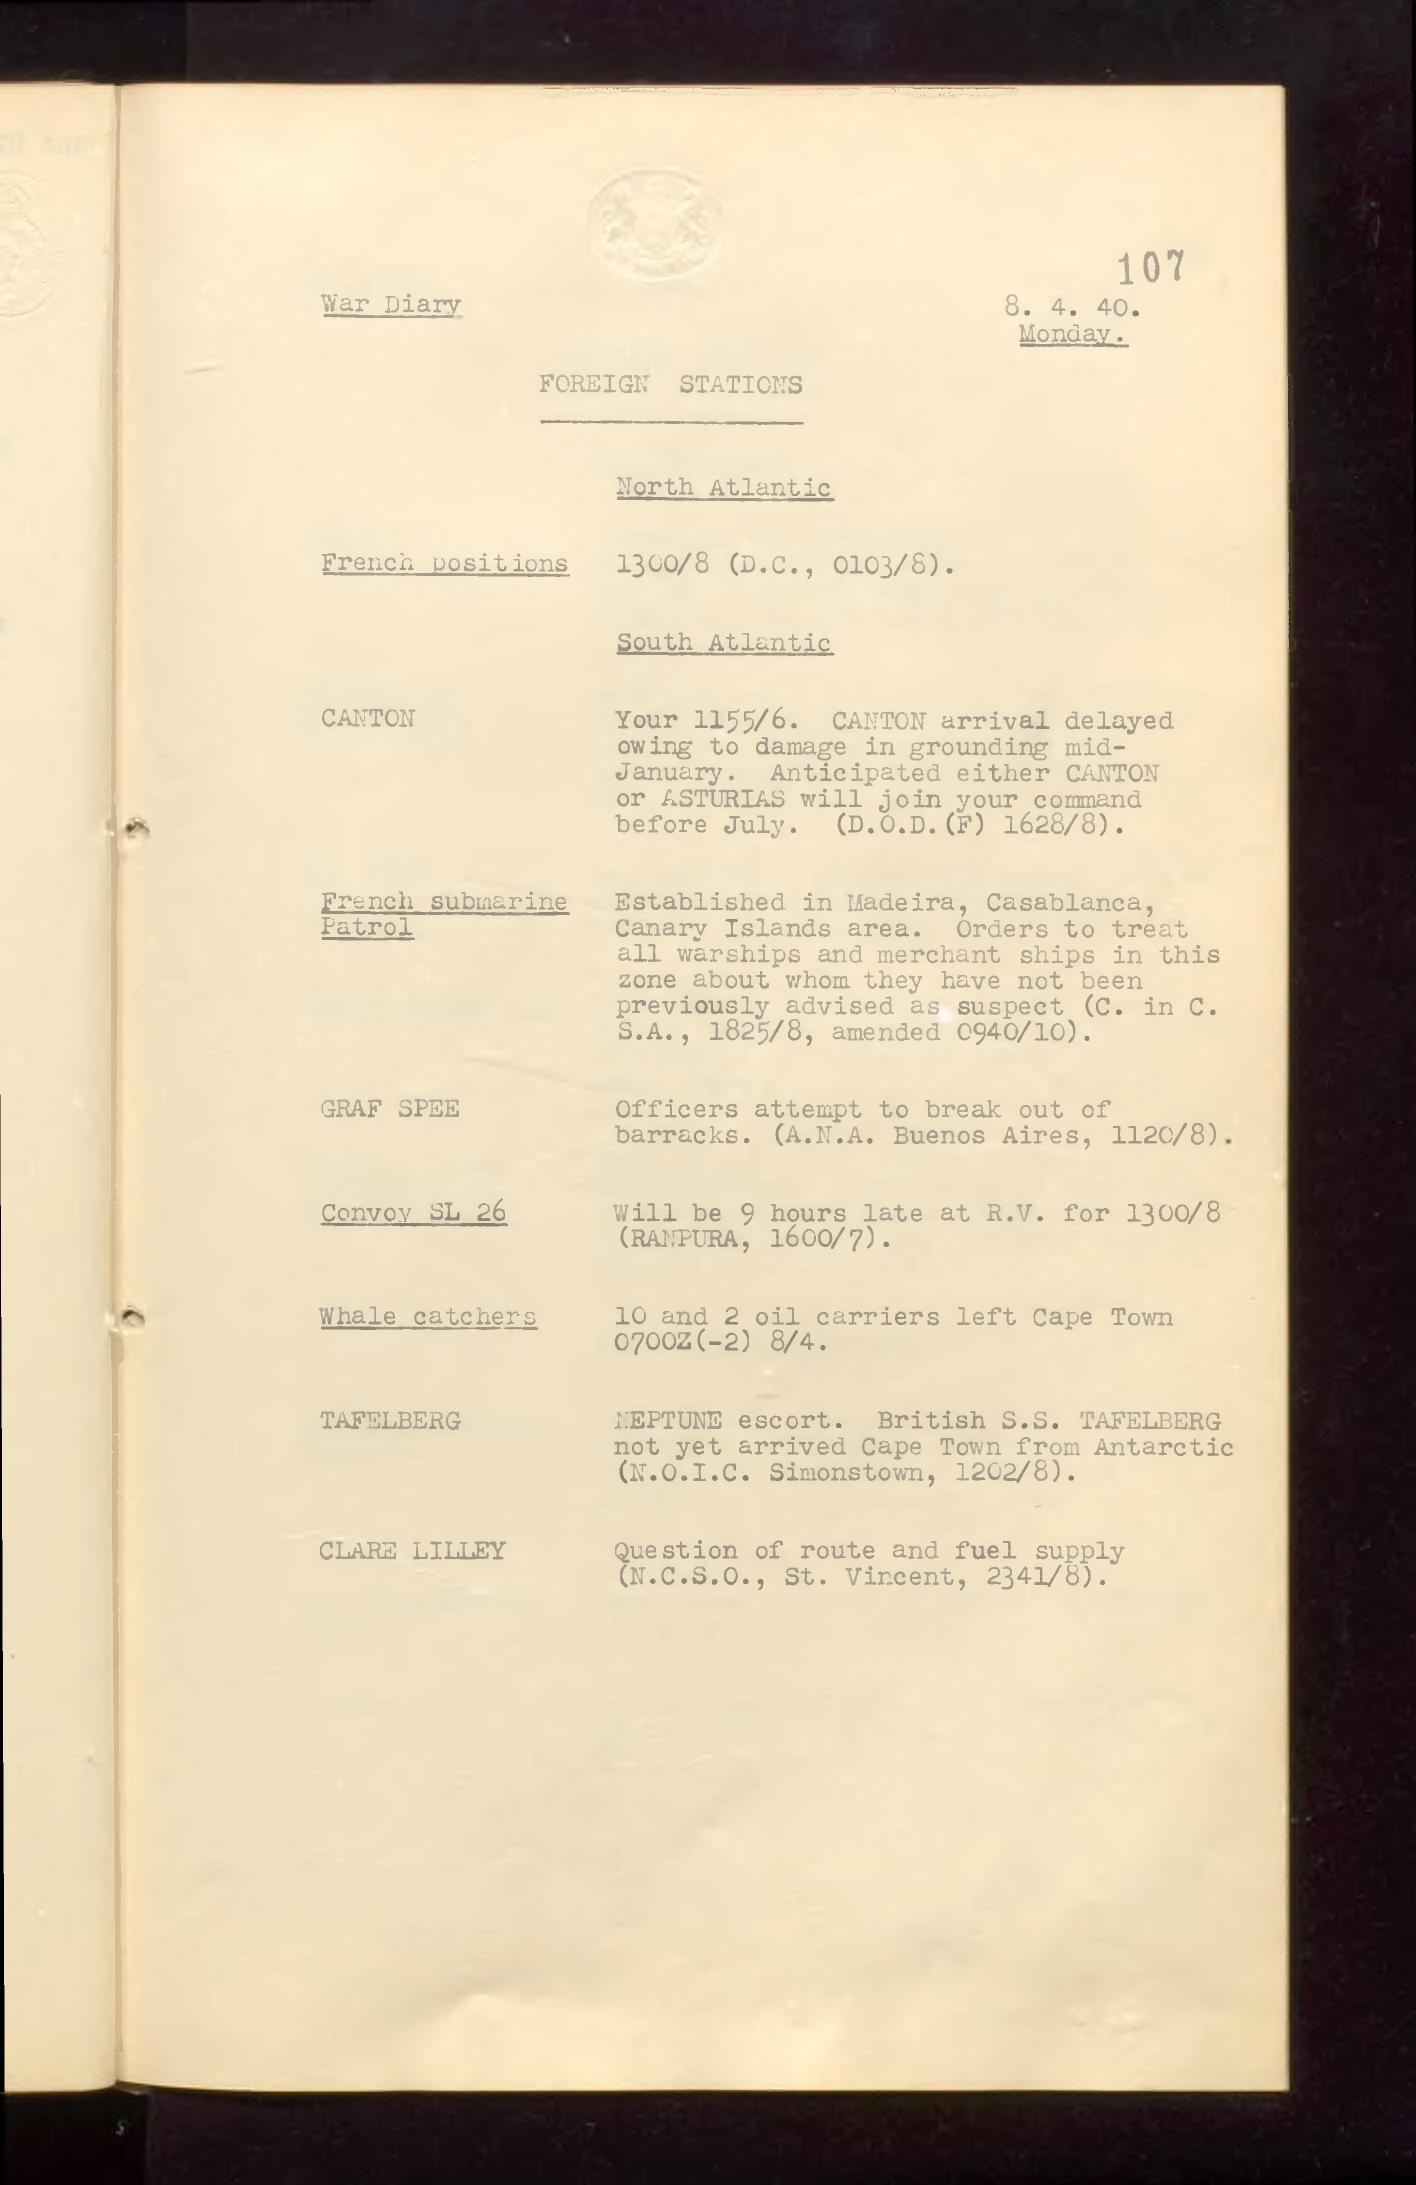 107
War Diary 8. 4. 40.
Monday.
FOREIGN STATIONS
North Atlantic
French positions 1300/8 (D.C., 0103/8).
South Atlantic
CANTON Your 1155/6. CANTON arrival delayed
owing to damage in grounding mid-
January. Anticipated either CANTON
or ASTURIAS will join your command
before July. (D.O.D.(F) 1628/8).
French submarine Established in Madeira, Casablanca,
Patrol Canary Islands area. Orders to treat
all warships and merchant ships in this
zone about whom they have not been
previously advised as suspect (C. in C.
S.A., 1825/8, amended 0940/10).
GRAF SPEE Officers attempt to break out of
barracks. (A.N.A. Buenos Aires, 1120/8).
Convoy SL 26 Will be 9 hours late at R.V. for 1300/8
(RANPURA, 1600/7).
Whale catchers 10 and 2 oil carriers left Cape Town
0700Z(-2) 8/4.
TAFELBERG NEPTUNE escort. British S.S. TAFELBERG
not yet arrived Cape Town from Antarctic
(N.O.I.C. Simonstown, 1202/8).
CLARE LILLEY Question of route and fuel supply
(N.C.S.O., St. Vincent, 2341/8).